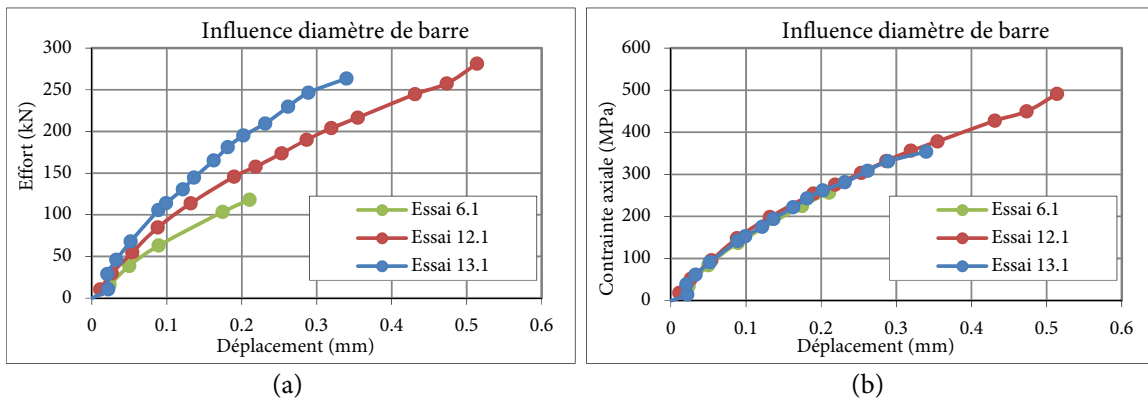 Influence diamètre de barre
300
250
200
150
100
50
0
Effort (kN)
Essai 6.1
Essai 12.1
Essai 13.1
0 0.1 0.2 0.3 0.4 0.5 0.6
Déplacement (mm)
(a)
Influence diamètre de barre
600
500
400
300
200
100
0
Contrainte axiale (MPa)
Essai 6.1
Essai 12.1
Essai 13.1
0 0.1 0.2 0.3 0.4 0.5 0.6
Déplacement (mm)
(b)